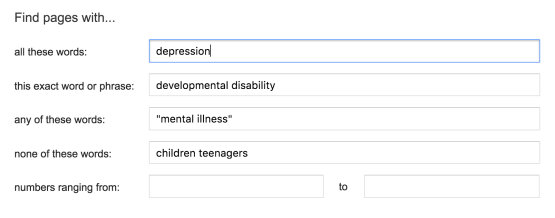 Find pages with...
all these words: depression
this exact word or phrase: developmental disability
any of these words: "mental illness"
none of these words: children teenagers
numbers ranging from: to